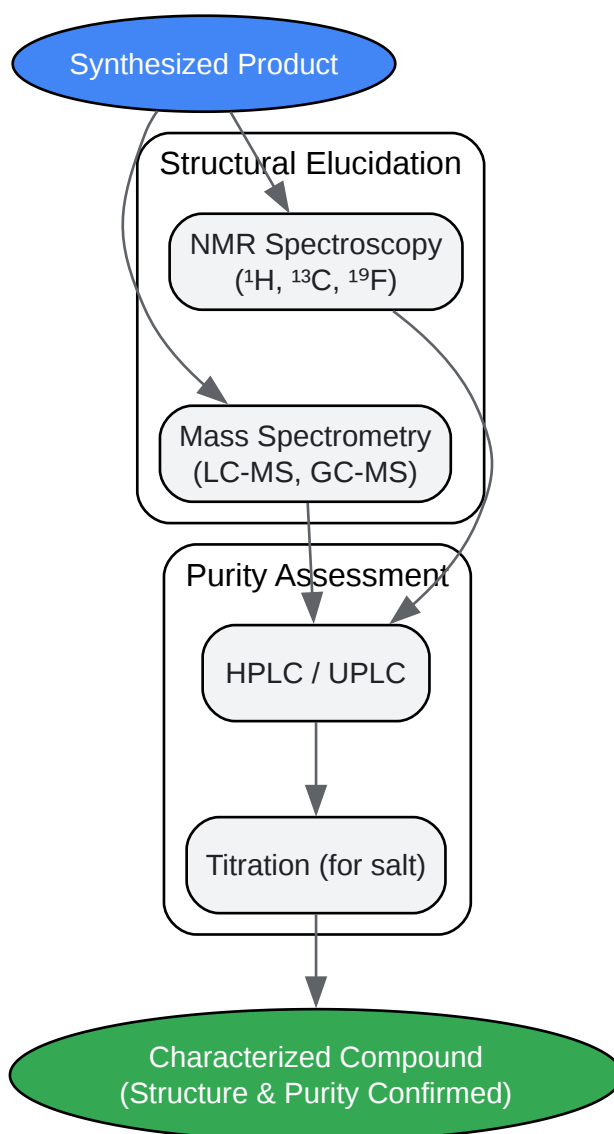 Synthesized Product
Structural Elucidation
NMR Spectroscopy
(¹H, ¹³C, ¹⁹F)
Mass Spectrometry
(LC-MS, GC-MS)
Purity Assessment
HPLC / UPLC
Titration (for salt)
Characterized Compound
(Structure & Purity Confirmed)